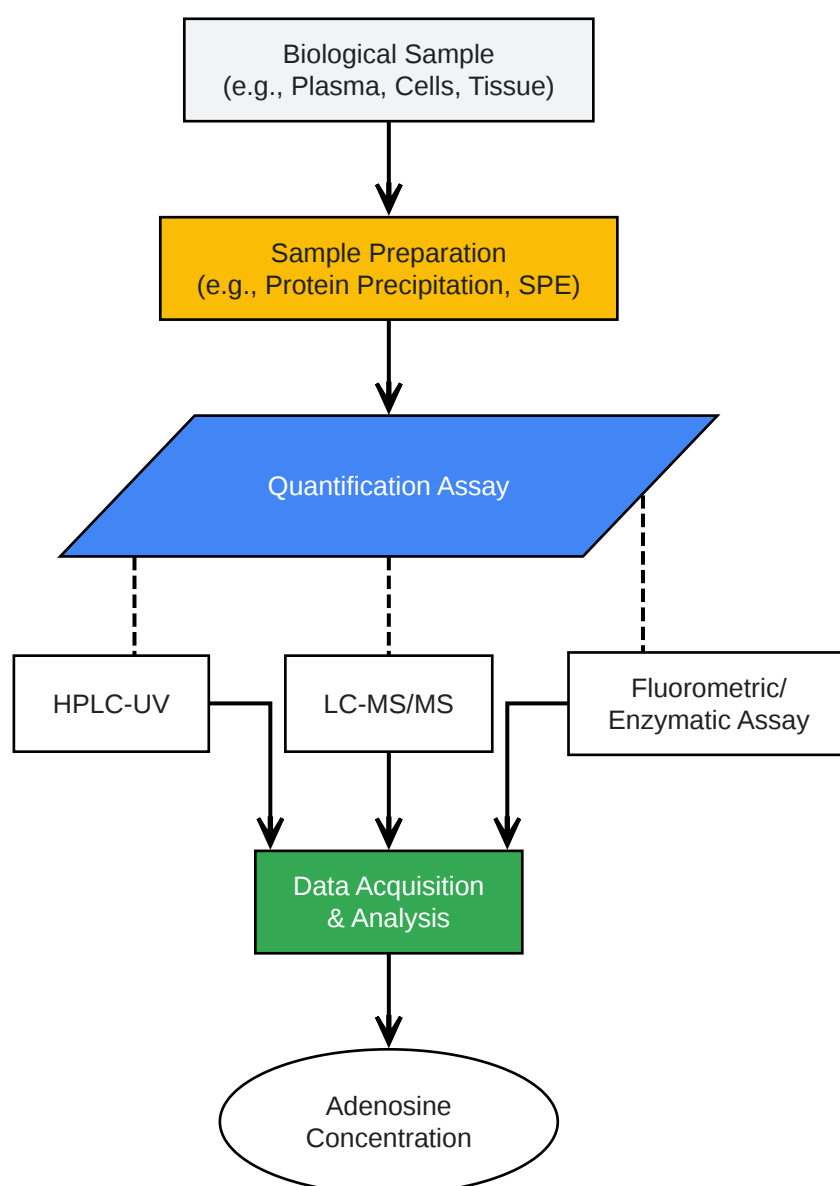 Biological Sample
(e.g., Plasma, Cells, Tissue)
Sample Preparation
(e.g., Protein Precipitation, SPE)
Quantification Assay
HPLC-UV
LC-MS/MS
Fluorometric/
Enzymatic Assay
Data Acquisition
& Analysis
Adenosine
Concentration